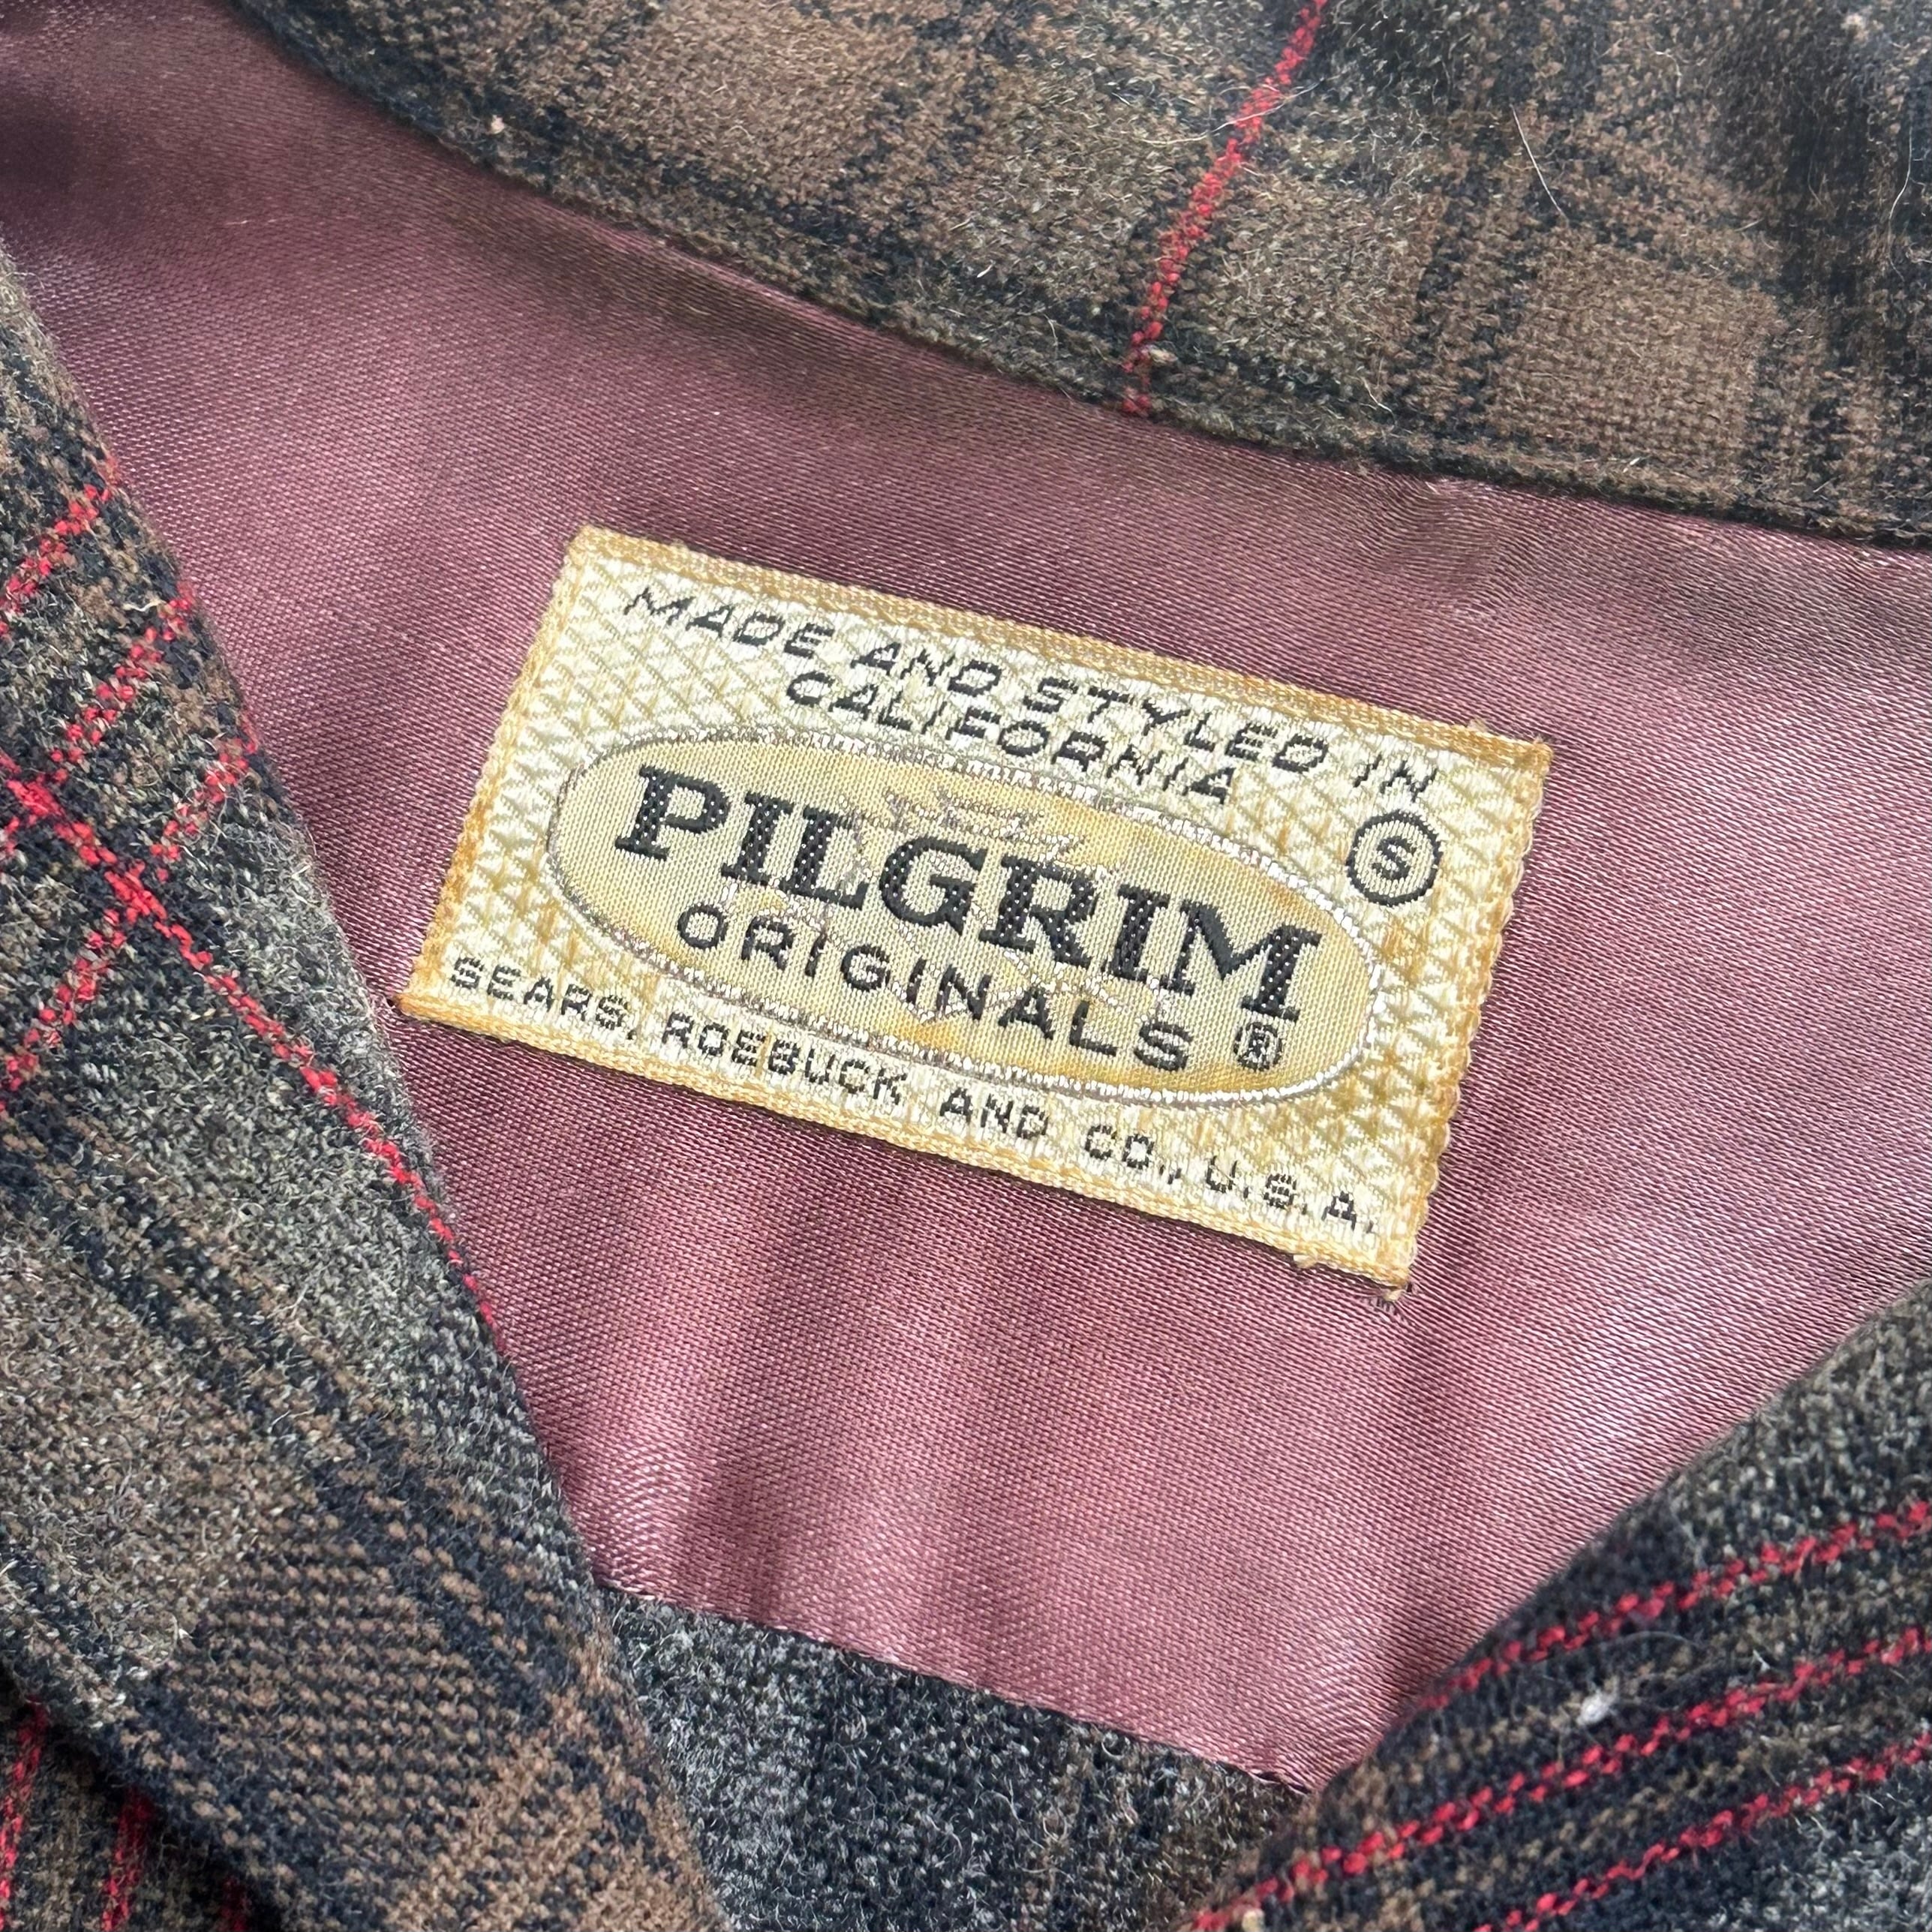 MADE AND STYLED IN
CALIFORNIA
S
PILGRIM
ORIGINALS ®
SEARS, ROEBUCK AND CO., U.S.A.